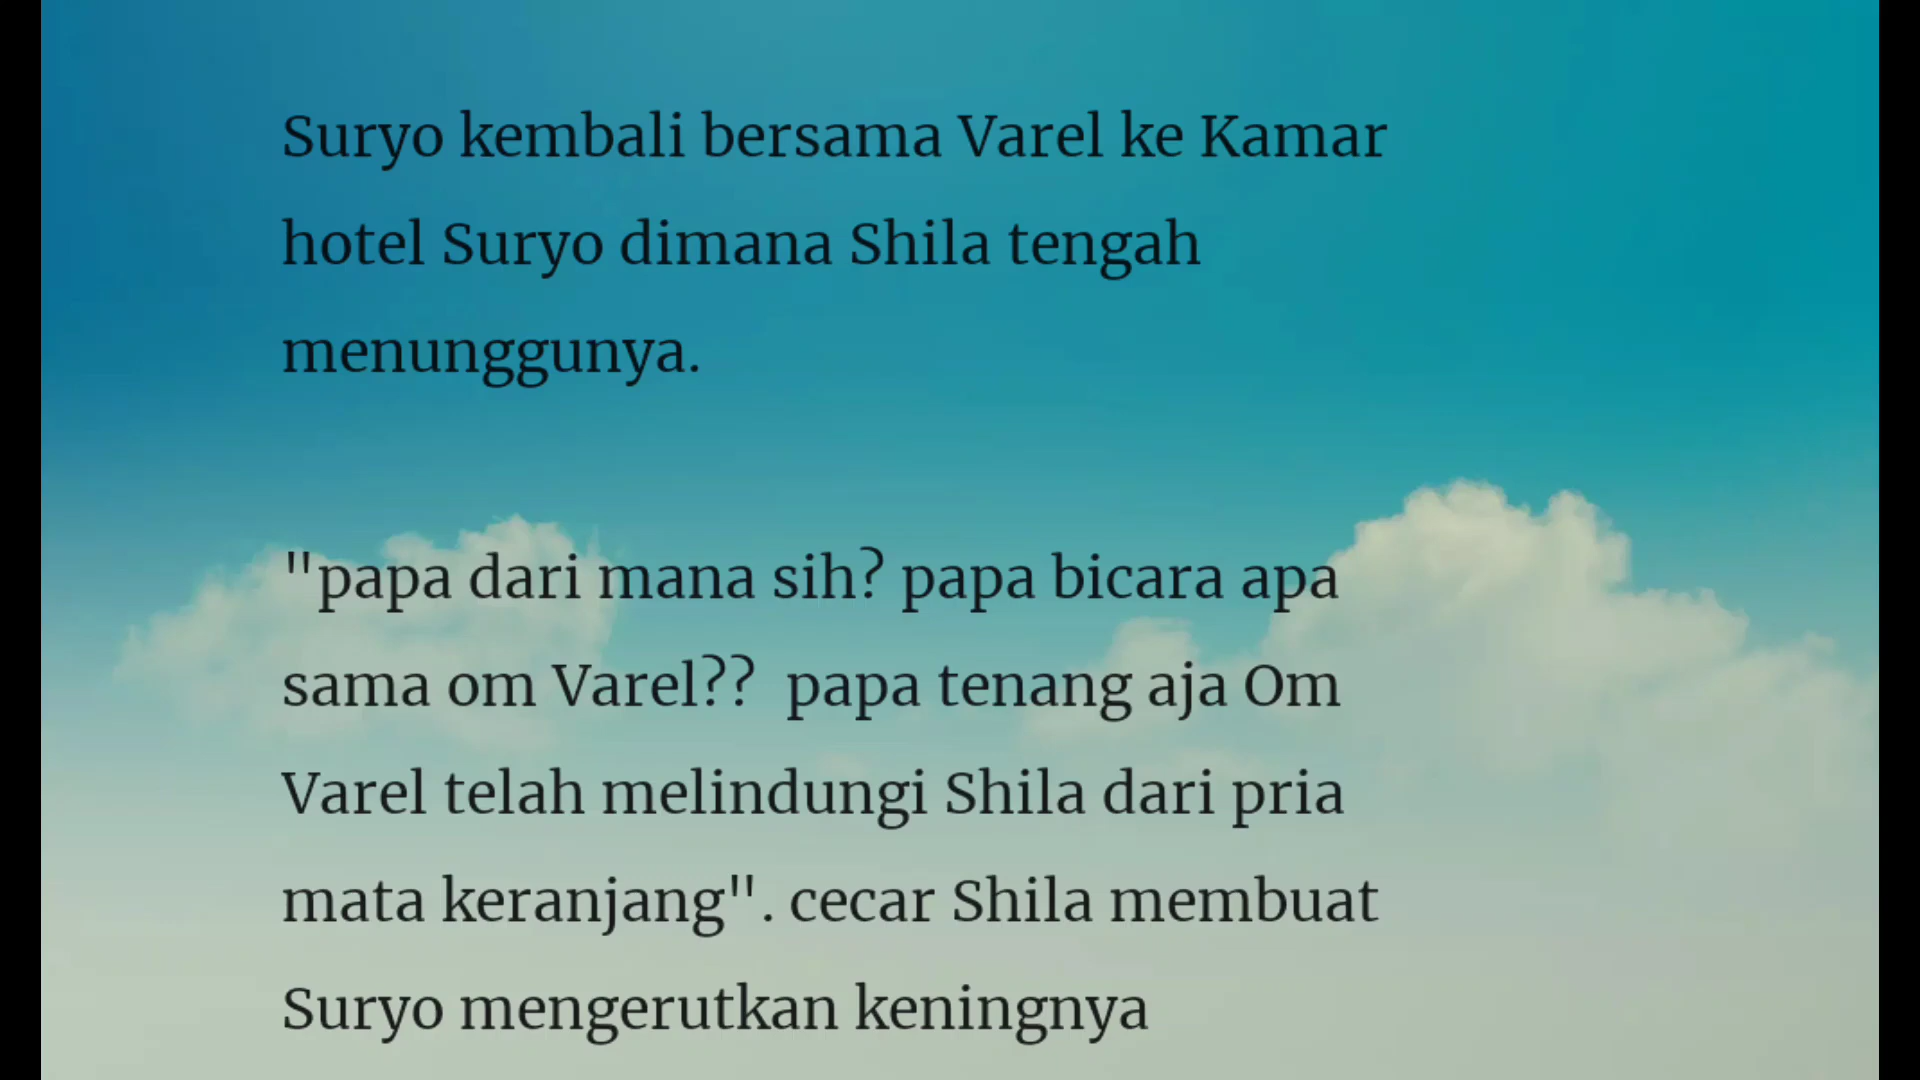 Suryo kembali bersama Varel ke Kamar
hotel Suryo dimana Shila tengah
menunggunya.
"papa dari mana sih? papa bicara apa
sama om Varel??  papa tenang aja Om
Varel telah melindungi Shila dari pria
mata keranjang". cecar Shila membuat
Suryo mengerutkan keningnya